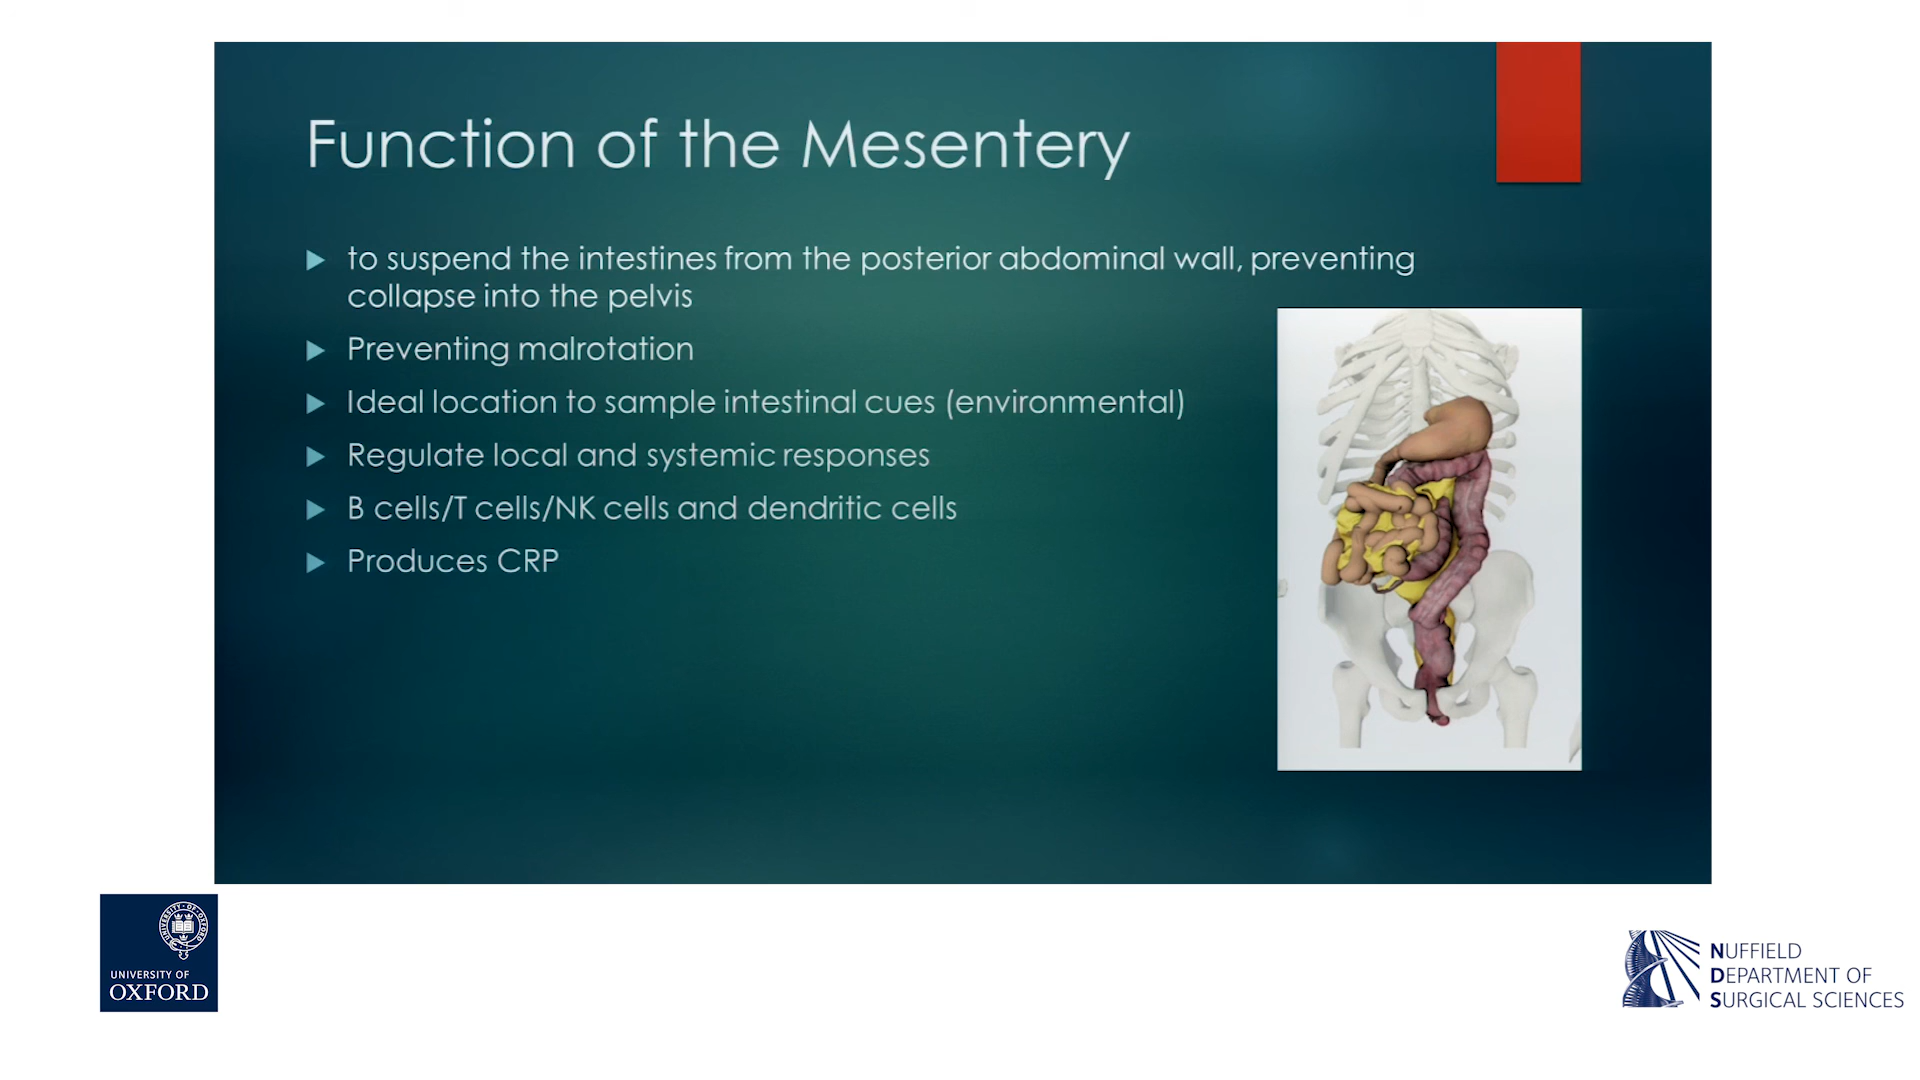 Function of the Mesentery
to suspend the intestines from the posterior abdominal wall, preventing
collapse into the pelvis
Preventing malrotation
Ideal location to sample intestinal cues (environmental)
Regulate local and systemic responses
B cells/T cells/NK cells and dendritic cells
Produces CRP
UNIVERSITY OF
OXFORD
NUFFIELD
DEPARTMENT OF
SURGICAL SCIENCES